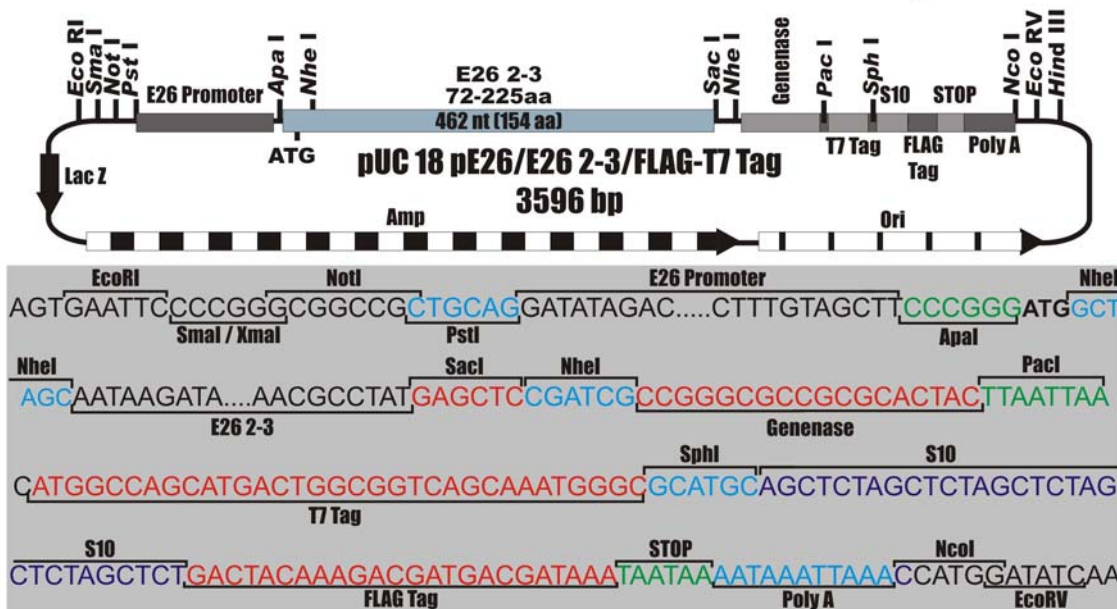 Eco RI
Sma I
Not I
Pst I
E26 Promoter
Apa I
Nhe I
E26 2-3
72-225aa
462 nt (154 aa)
ATG
Sac I
Nhe I
Genenase
Pac I
Sph I
S10
STOP
Nco I
Eco RV
Hind III
T7 Tag
FLAG
Tag
Poly A
Lac Z
pUC 18 pE26/E26 2-3/FLAG-T7 Tag
3596 bp
Amp
Ori
EcoRI NotI E26 Promoter NheI
AGTGAATTCCCCGGGCGGCCGCTGCAGGATATAGAC.....CTTTGTAGCTTCCCGGGATGGCT
SmaI / XmaI PstI ApaI
NheI SacI NheI PacI
AGCAATAAGATA....AACGCCTATGAGCTCCGATCGCCGGGCGCCGCGCACTACTTAATTAA
E26 2-3 Genenase
SphI S10
CATGGCCAGCATGACTGGCGGTCAGCAAATGGGCGCATGCAGCTCTAGCTCTAGCTCTAG
T7 Tag
S10 STOP NcoI
CTCTAGCTCTGACTACAAAGACGATGACGATAAATAATAAAATAAATTAAACCATGGATATCAA
FLAG Tag Poly A EcoRV